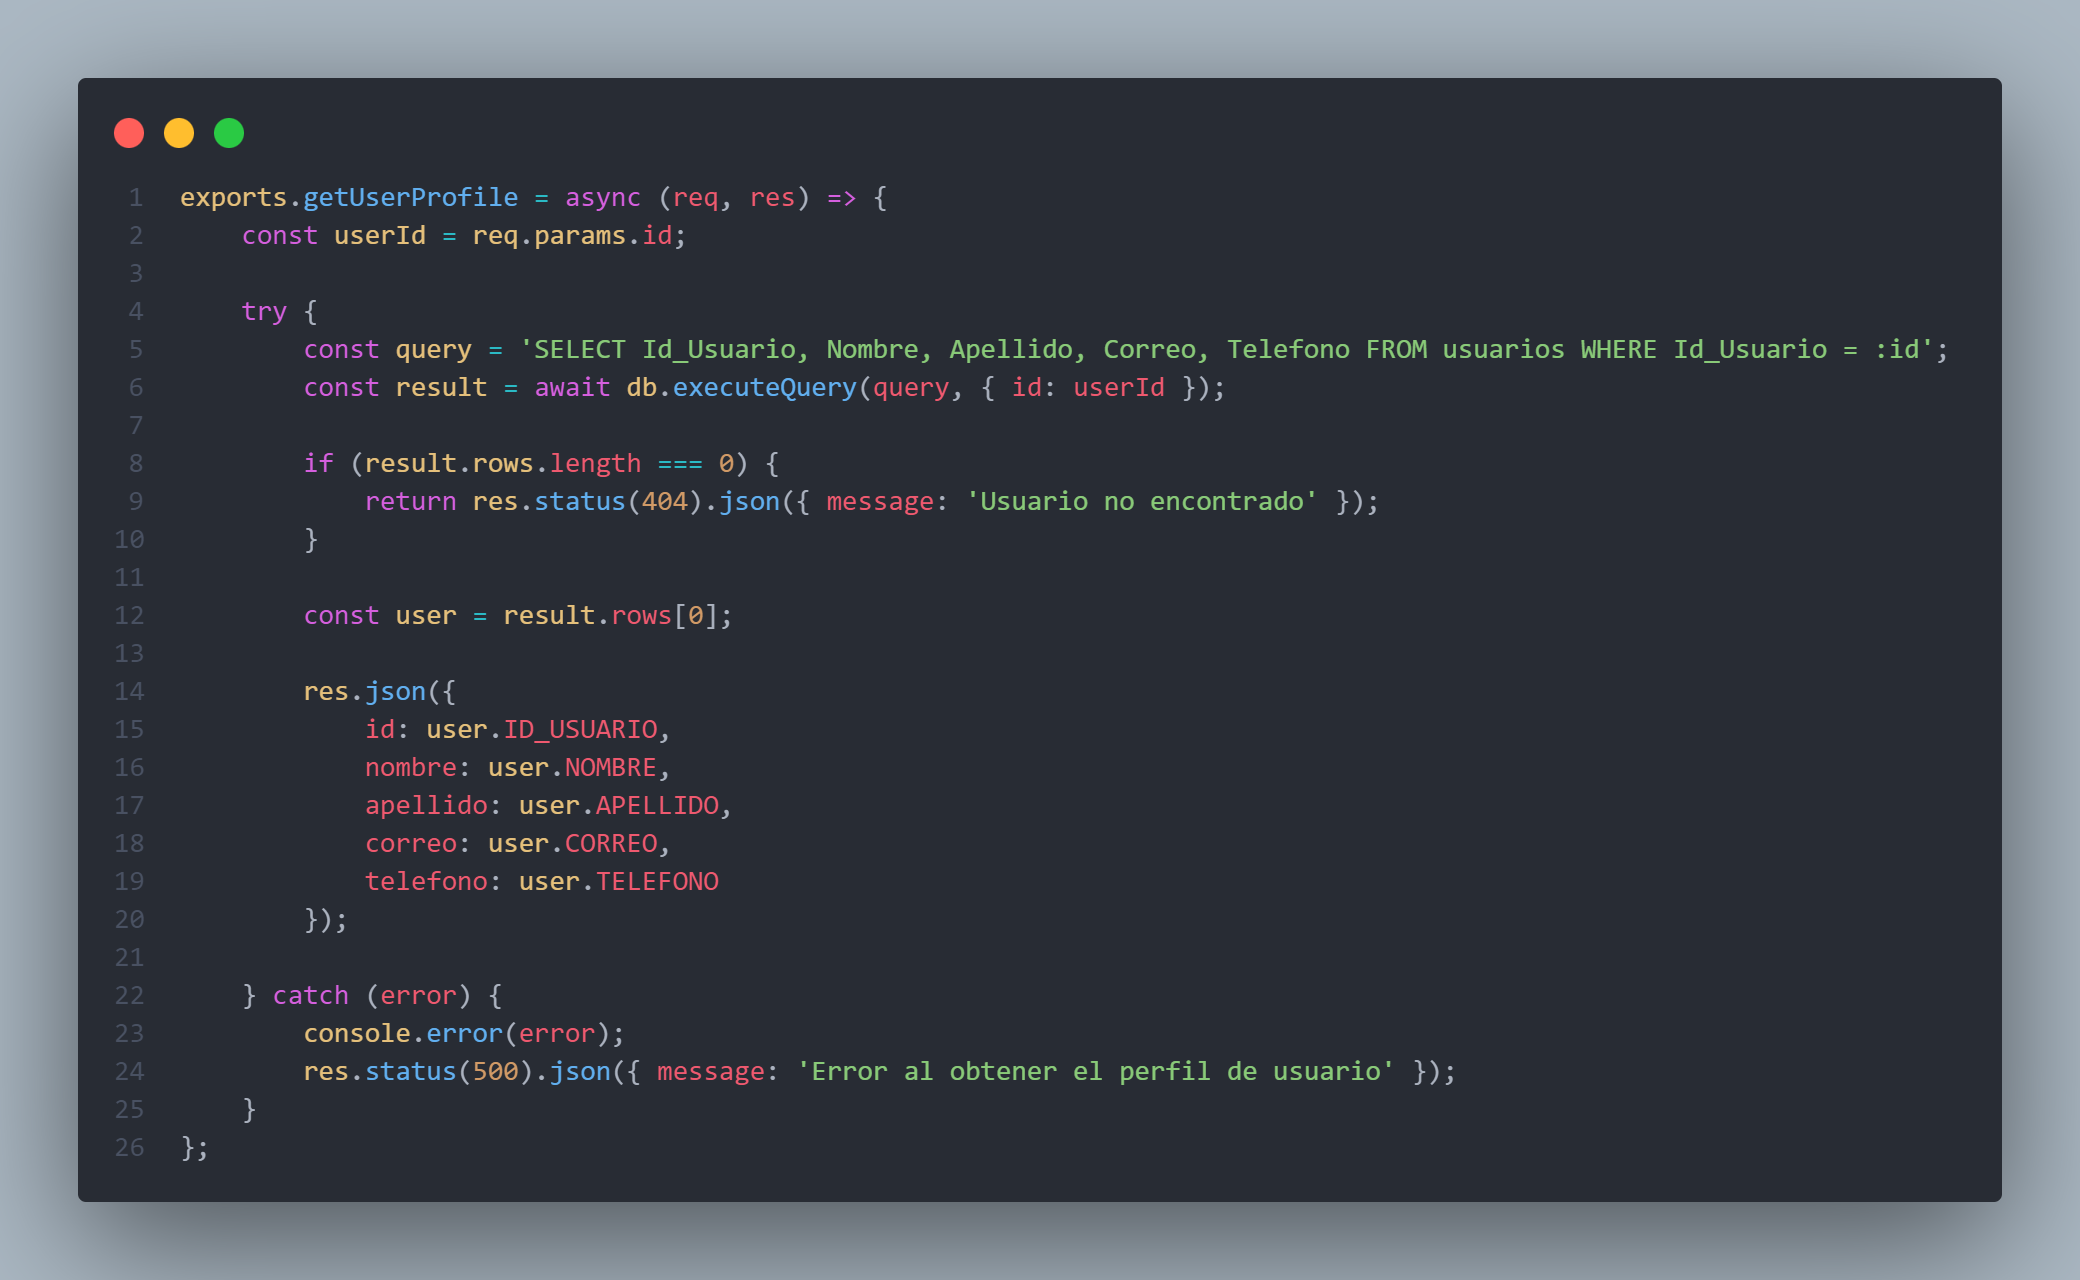 1 exports.getUserProfile = async (req, res) => {
2     const userId = req.params.id;
3
4     try {
5         const query = 'SELECT Id_Usuario, Nombre, Apellido, Correo, Telefono FROM usuarios WHERE Id_Usuario = :id';
6         const result = await db.executeQuery(query, { id: userId });
7
8         if (result.rows.length === 0) {
9             return res.status(404).json({ message: 'Usuario no encontrado' });
10         }
11
12         const user = result.rows[0];
13
14         res.json({
15             id: user.ID_USUARIO,
16             nombre: user.NOMBRE,
17             apellido: user.APELLIDO,
18             correo: user.CORREO,
19             telefono: user.TELEFONO
20         });
21
22     } catch (error) {
23         console.error(error);
24         res.status(500).json({ message: 'Error al obtener el perfil de usuario' });
25     }
26 };